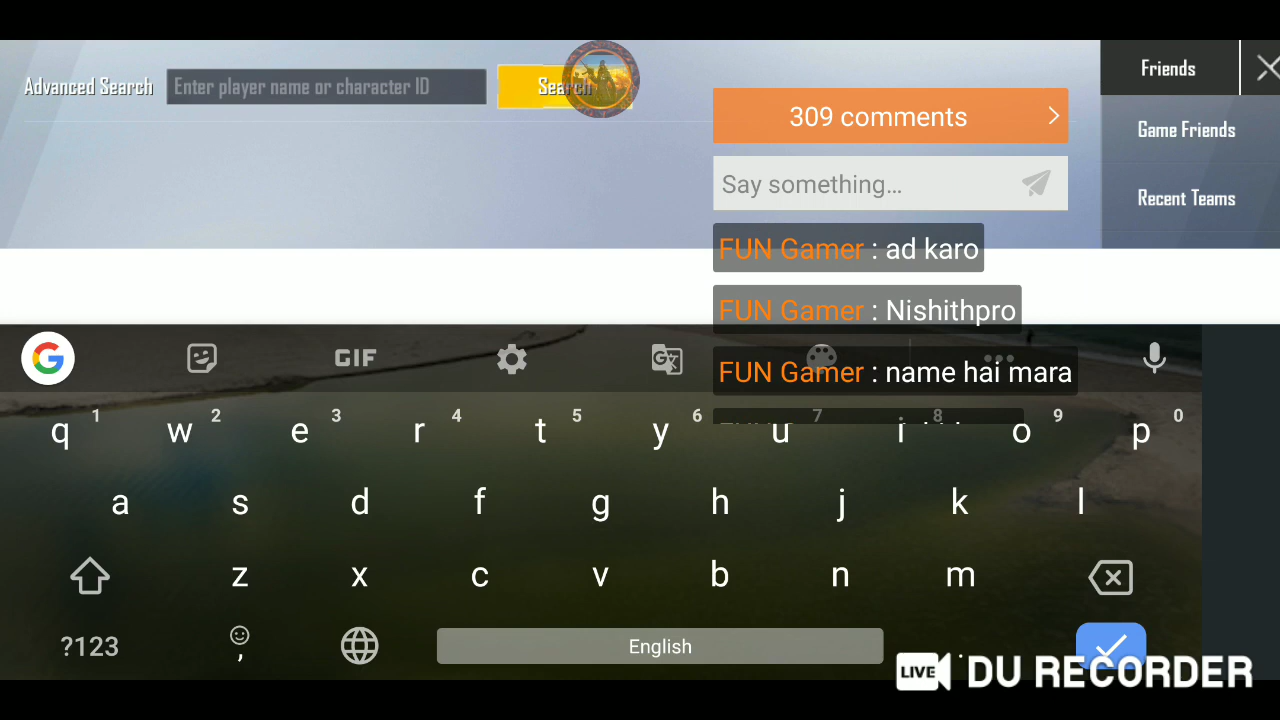 Advanced Search
Enter player name or character ID
Search
Friends
309 comments
Game Friends
Say something...
Recent Teams
FUN Gamer : ad karo
FUN Gamer : Nishithpro
FUN Gamer : name hai mara
GIF
1 2 3 4 5 6 7 8 9 0
q w e r t y u i o p
a s d f g h j k l
z x c v b n m
?123 , English .
LIVE DU RECORDER